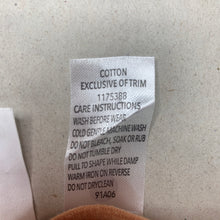 COTTON
EXCLUSIVE OF TRIM
1175388
CARE INSTRUCTIONS
WASH BEFORE WEAR
COLD GENTLE MACHINE WASH
DO NOT BLEACH, SOAK OR RUB
DO NOT TUMBLE DRY
PULL TO SHAPE WHILE DAMP
WARM IRON ON REVERSE
DO NOT DRYCLEAN
91A06